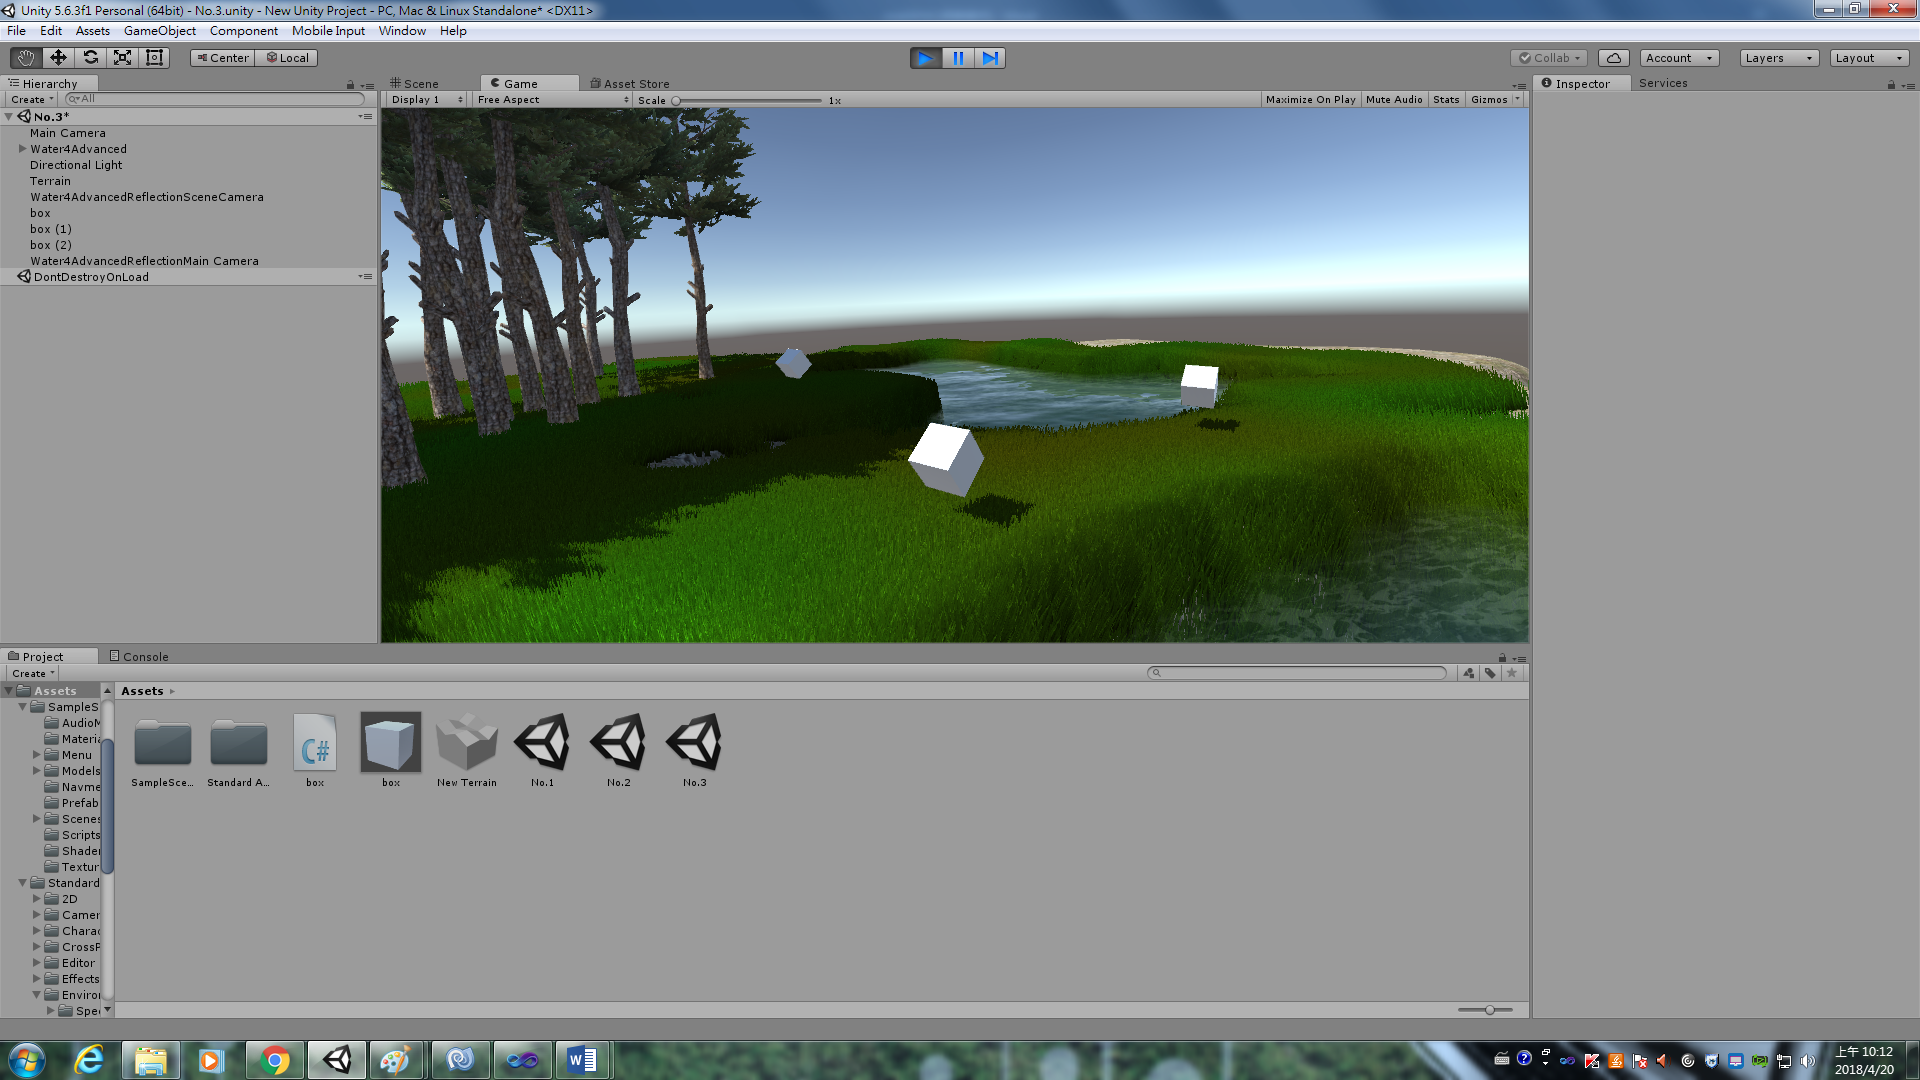 Unity 5.6.3f1 Personal (64bit) - No.3.unity - New Unity Project - PC, Mac & Linux Standalone* <DX11>
File Edit Assets GameObject Component Mobile Input Window Help
Center Local Collab Account Layers Layout
Hierarchy
Create All
No.3*
Main Camera
Water4Advanced
Directional Light
Terrain
Water4AdvancedReflectionSceneCamera
box
box (1)
box (2)
Water4AdvancedReflectionMain Camera
DontDestroyOnLoad
Scene Game Asset Store
Display 1 Free Aspect Scale 1x Maximize On Play Mute Audio Stats Gizmos
Inspector Services
Project Console
Create
Assets
SampleS
AudioM
Materia
Menu
Models
Navme
Prefab
Scenes
Scripts
Shader
Textur
Standard
2D
Camer
Charac
CrossP
Editor
Effects
Enviro
Spec
Assets
SampleSce... Standard A... box box New Terrain No.1 No.2 No.3
C#
上午 10:12
2018/4/20